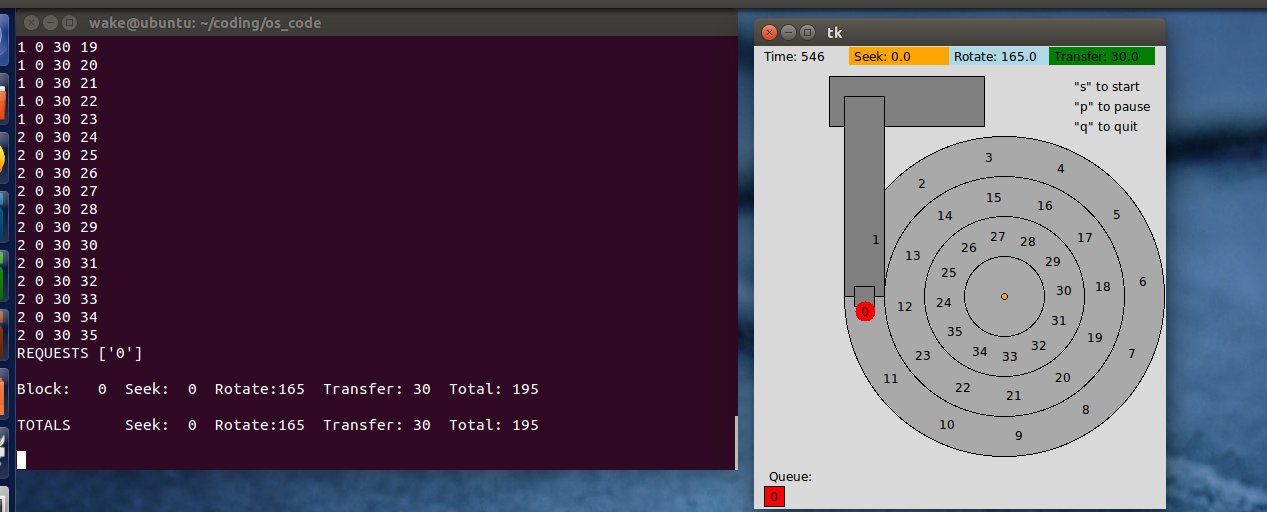 wake@ubuntu: ~/coding/os_code
1 0 30 19
1 0 30 20
1 0 30 21
1 0 30 22
1 0 30 23
2 0 30 24
2 0 30 25
2 0 30 26
2 0 30 27
2 0 30 28
2 0 30 29
2 0 30 30
2 0 30 31
2 0 30 32
2 0 30 33
2 0 30 34
2 0 30 35
REQUESTS ['0']
Block:   0  Seek:  0  Rotate:165  Transfer: 30  Total: 195
TOTALS      Seek:  0  Rotate:165  Transfer: 30  Total: 195
tk
Time: 546 Seek: 0.0 Rotate: 165.0 Transfer: 30.0
"s" to start
"p" to pause
"q" to quit
0
1
2
3
4
5
6
7
8
9
10
11
12
13
14
15
16
17
18
19
20
21
22
23
24
25
26
27
28
29
30
31
32
33
34
35
Queue:
0